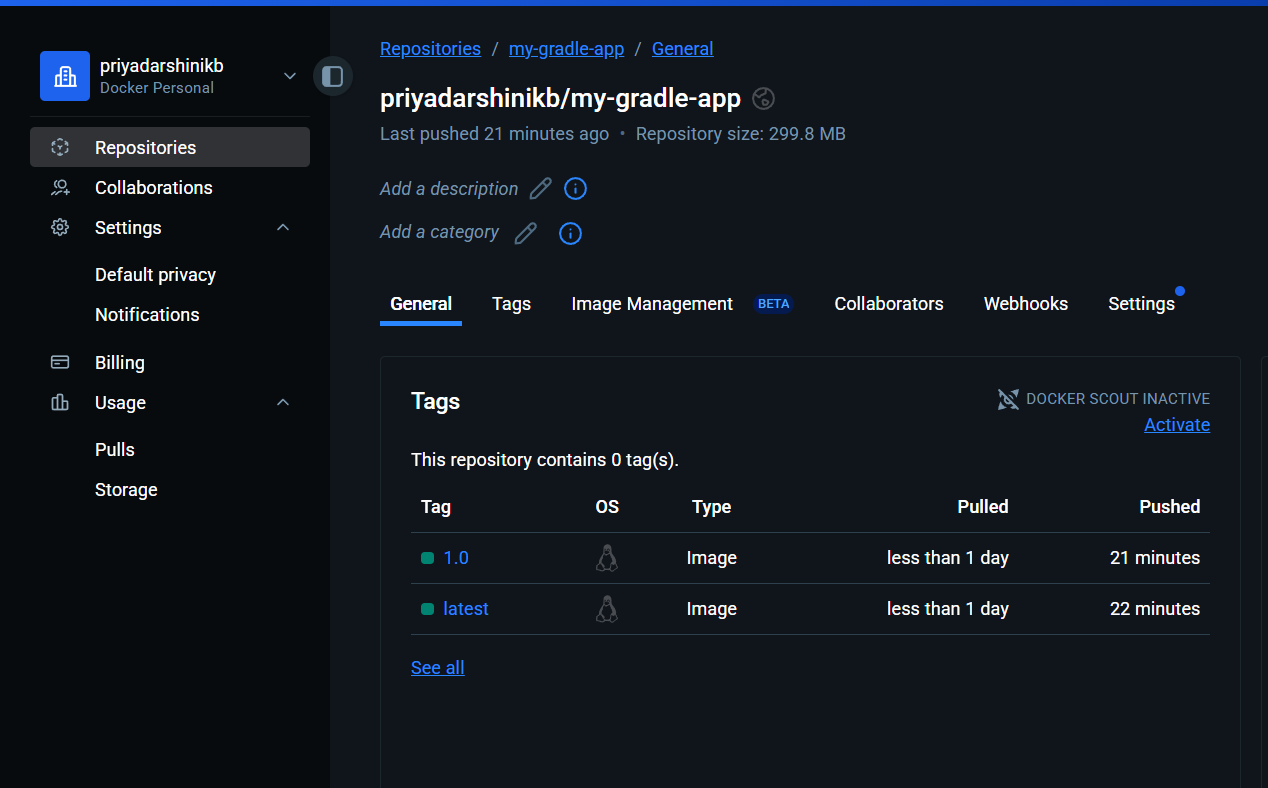 priyadarshinikb
Docker Personal
Repositories
Collaborations
Settings
Default privacy
Notifications
Billing
Usage
Pulls
Storage
Repositories / my-gradle-app / General
priyadarshinikb/my-gradle-app
Last pushed 21 minutes ago • Repository size: 299.8 MB
Add a description
Add a category
General Tags Image Management BETA Collaborators Webhooks Settings
Tags
DOCKER SCOUT INACTIVE
Activate
This repository contains 0 tag(s).
Tag OS Type Pulled Pushed
1.0 Image less than 1 day 21 minutes
latest Image less than 1 day 22 minutes
See all